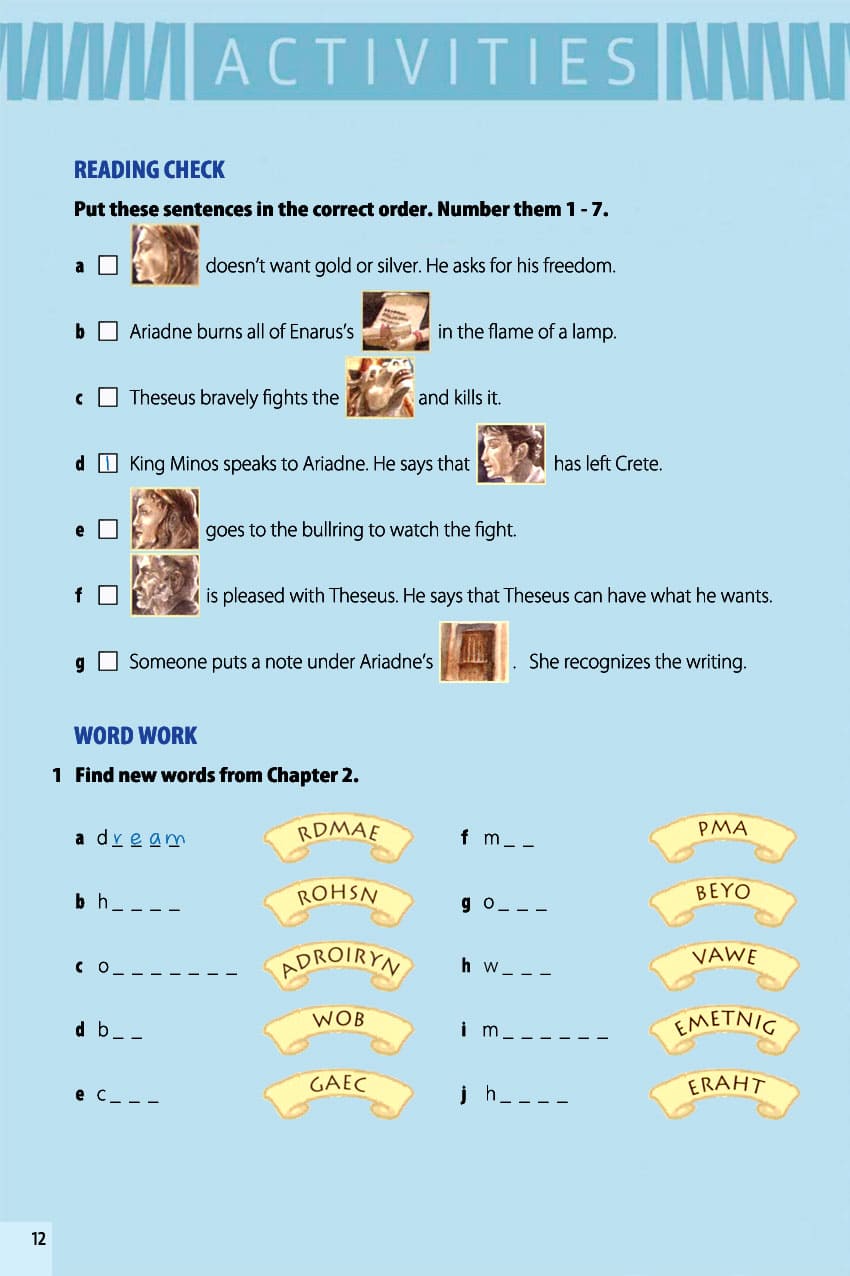 ACTIVITIES
READING CHECK
Put these sentences in the correct order. Number them 1 - 7.
a doesn't want gold or silver. He asks for his freedom.
b Ariadne burns all of Enarus's in the flame of a lamp.
c Theseus bravely fights the and kills it.
d 1 King Minos speaks to Ariadne. He says that has left Crete.
e goes to the bullring to watch the fight.
f is pleased with Theseus. He says that Theseus can have what he wants.
g Someone puts a note under Ariadne's . She recognizes the writing.
WORD WORK
1 Find new words from Chapter 2.
a dream RDMAE f m_ _ PMA
b h_ _ _ _ ROHSN g o_ _ _ BEYO
c o_ _ _ _ _ _ _ ADROIRYN h w_ _ _ VAWE
d b_ _ WOB i m_ _ _ _ _ _ EMETNIG
e c_ _ _ GAEC j h_ _ _ _ ERAHT
12